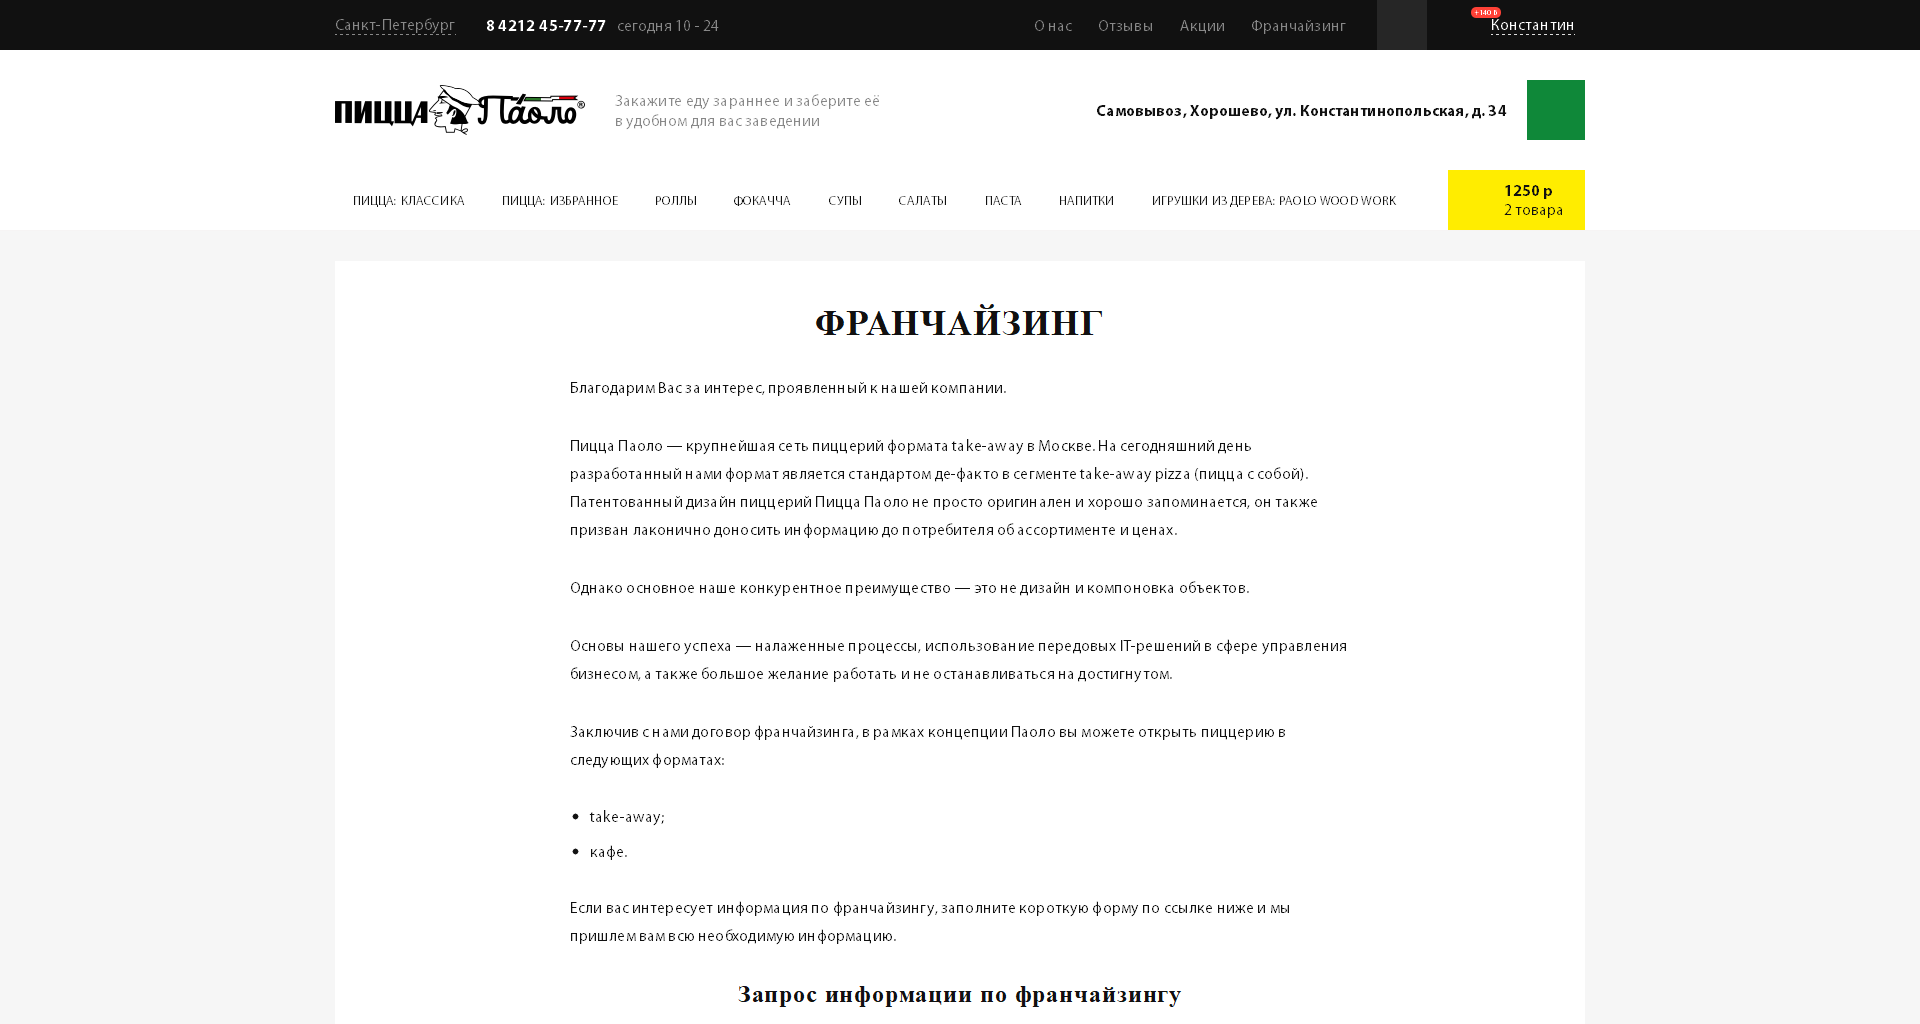 Санкт-Петербург 8 4212 45-77-77 сегодня 10 - 24 О нас Отзывы Акции Франчайзинг +140 Константин
ПИЦЦА Паоло
Закажите еду зараннее и заберите её
в удобном для вас заведении
Самовывоз, Хорошево, ул. Константинопольская, д. 34
ПИЦЦА: КЛАССИКА ПИЦЦА: ИЗБРАННОЕ РОЛЛЫ ФОКАЧЧА СУПЫ САЛАТЫ ПАСТА НАПИТКИ ИГРУШКИ ИЗ ДЕРЕВА: PAOLO WOOD WORK
1250 р
2 товара
ФРАНЧАЙЗИНГ
Благодарим Вас за интерес, проявленный к нашей компании.
Пицца Паоло — крупнейшая сеть пиццерий формата take-away в Москве. На сегодняшний день
разработанный нами формат является стандартом де-факто в сегменте take-away pizza (пицца с собой).
Патентованный дизайн пиццерий Пицца Паоло не просто оригинален и хорошо запоминается, он также
призван лаконично доносить информацию до потребителя об ассортименте и ценах.
Однако основное наше конкурентное преимущество — это не дизайн и компоновка объектов.
Основы нашего успеха — налаженные процессы, использование передовых IT-решений в сфере управления
бизнесом, а также большое желание работать и не останавливаться на достигнутом.
Заключив с нами договор франчайзинга, в рамках концепции Паоло вы можете открыть пиццерию в
следующих форматах:
• take-away;
• кафе.
Если вас интересует информация по франчайзингу, заполните короткую форму по ссылке ниже и мы
пришлем вам всю необходимую информацию.
Запрос информации по франчайзингу